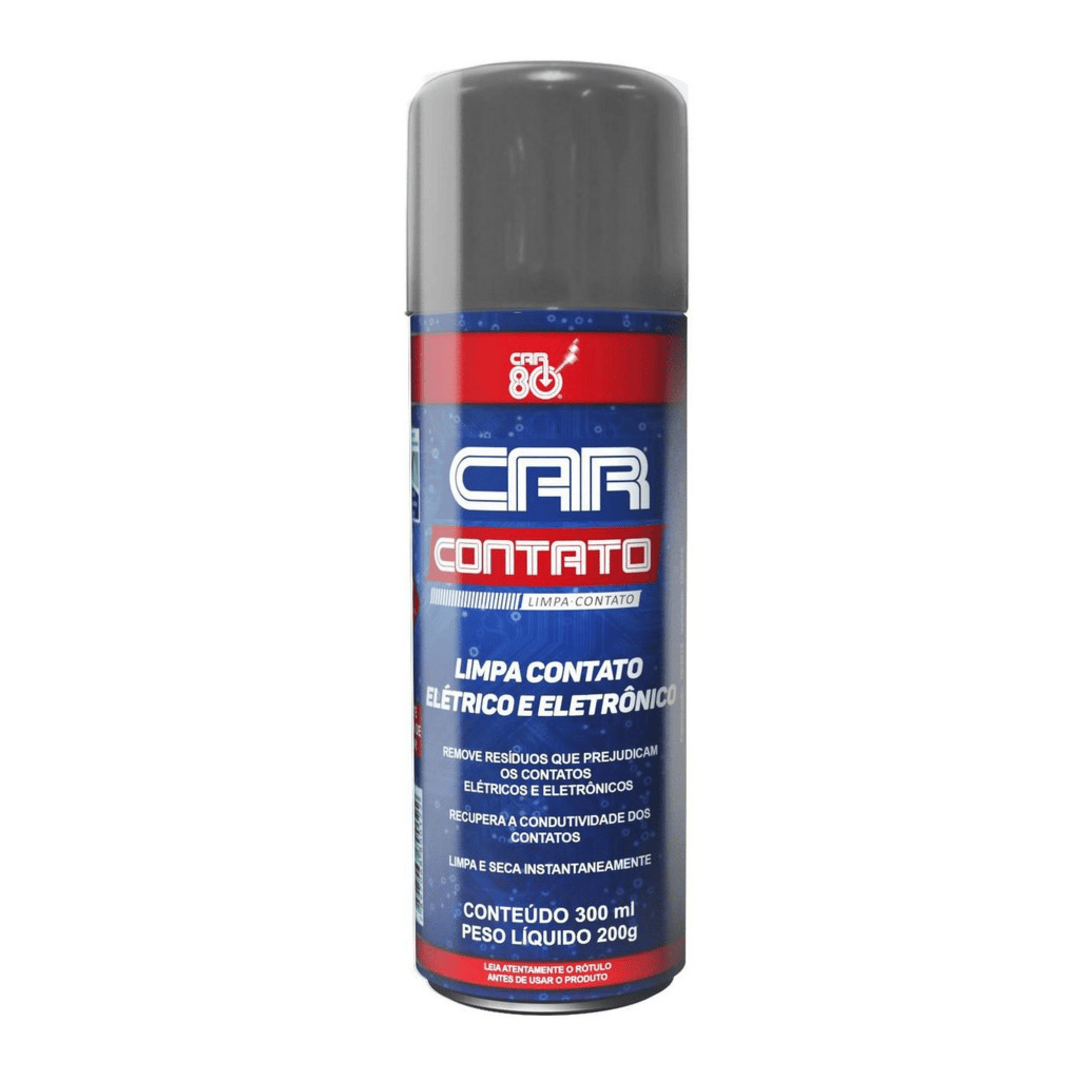 CAR
80
CAR
CONTATO
LIMPA·CONTATO
LIMPA CONTATO
ELÉTRICO E ELETRÔNICO
REMOVE RESÍDUOS QUE PREJUDICAM
OS CONTATOS
ELÉTRICOS E ELETRÔNICOS
RECUPERA A CONDUTIVIDADE DOS
CONTATOS
LIMPA E SECA INSTANTANEAMENTE
CONTEÚDO 300 ml
PESO LÍQUIDO 200g
LEIA ATENTAMENTE O RÓTULO
ANTES DE USAR O PRODUTO